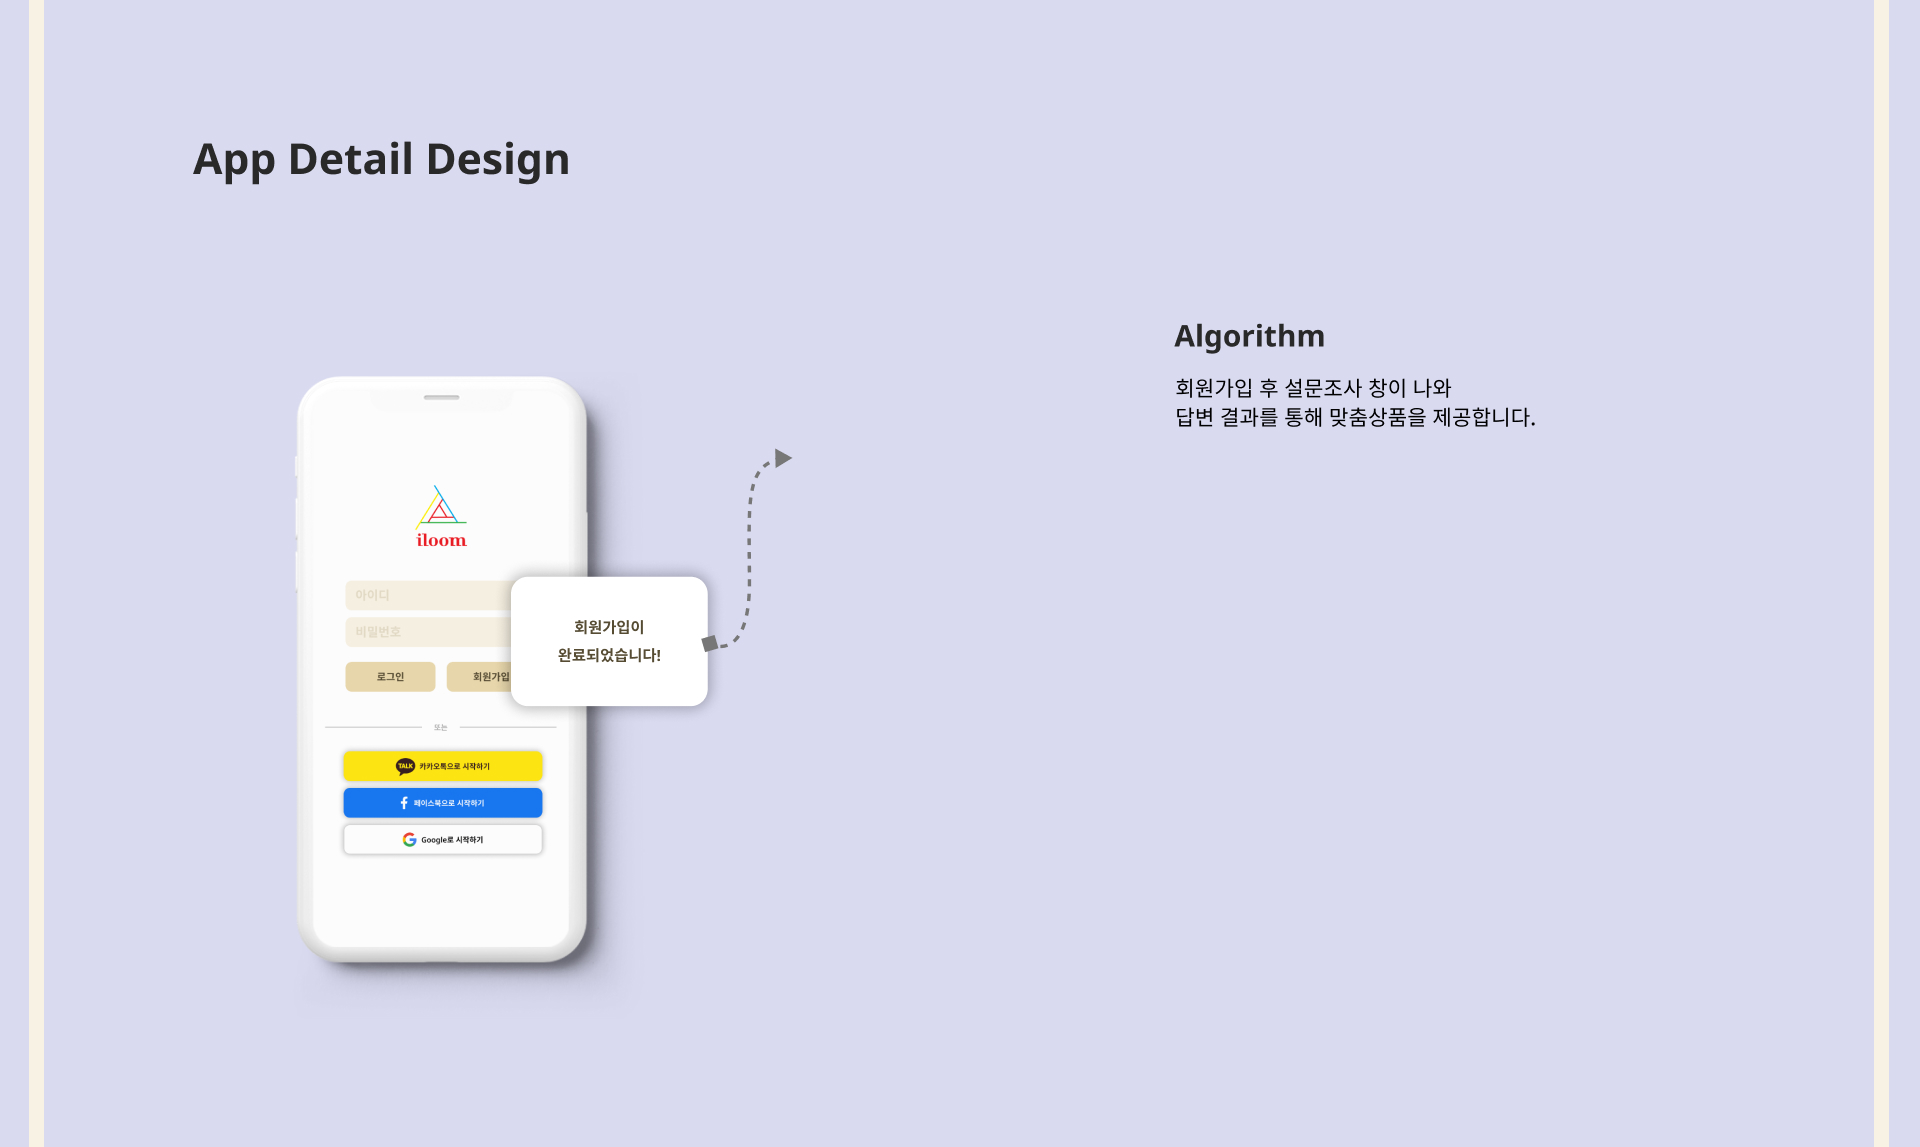 App Detail Design
Algorithm
회원가입 후 설문조사 창이 나와
답변 결과를 통해 맞춤상품을 제공합니다.
iloom
아이디
비밀번호
로그인
회원가입
회원가입이
완료되었습니다!
또는
TALK 카카오톡으로 시작하기
페이스북으로 시작하기
Google로 시작하기